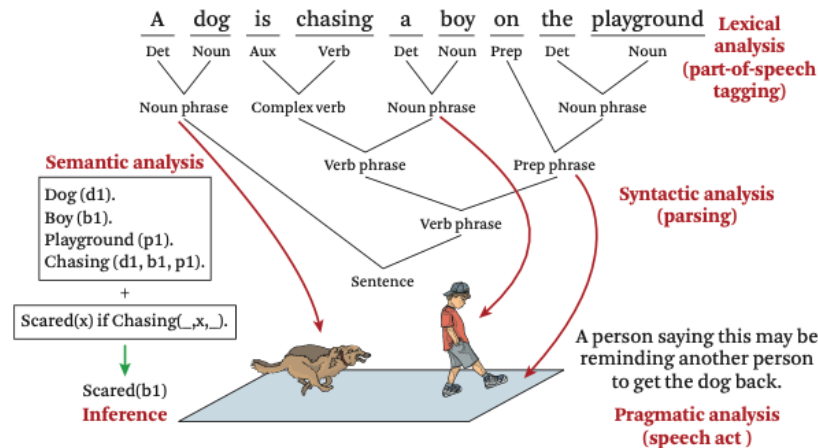 A dog is chasing a boy on the playground
Lexical
analysis
(part-of-speech
tagging)
Det Noun Aux Verb Det Noun Prep Det Noun
Noun phrase Complex verb Noun phrase Noun phrase
Semantic analysis
Verb phrase Prep phrase
Dog (d1).
Boy (b1).
Playground (p1).
Chasing (d1, b1, p1).
Syntactic analysis
(parsing)
Verb phrase
Sentence
+
Scared(x) if Chasing(_,x,_).
Scared(b1)
Inference
A person saying this may be
reminding another person
to get the dog back.
Pragmatic analysis
(speech act )